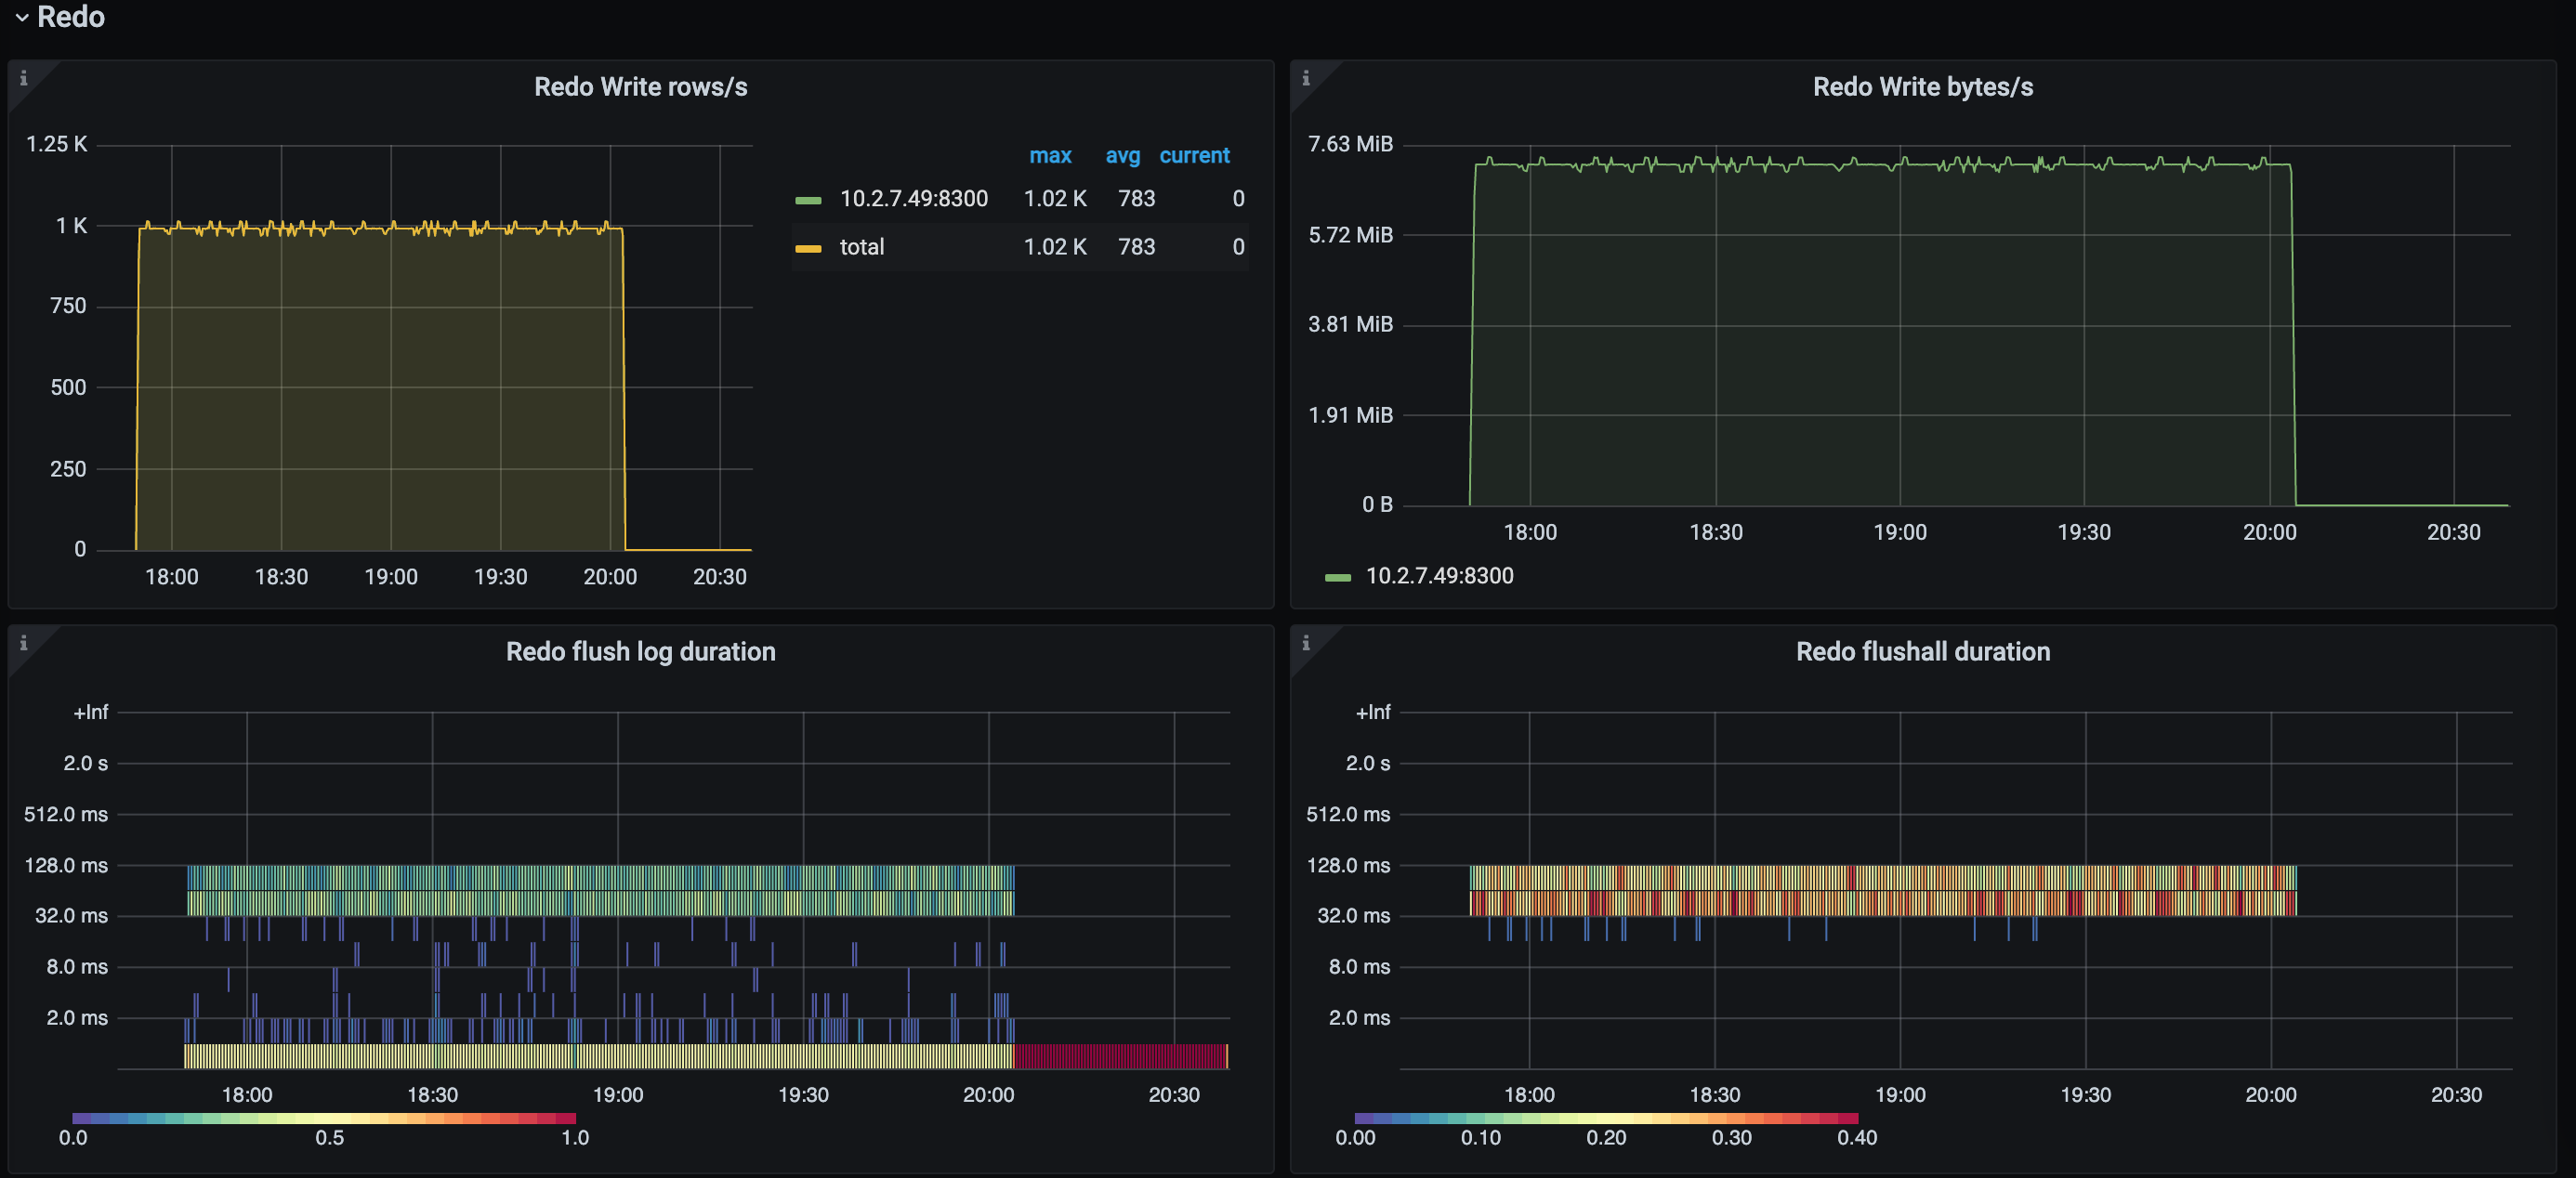 Redo
Redo Write rows/s
1.25 K
1 K
750
500
250
0
18:00 18:30 19:00 19:30 20:00 20:30
max avg current
10.2.7.49:8300 1.02 K 783 0
total 1.02 K 783 0
Redo Write bytes/s
7.63 MiB
5.72 MiB
3.81 MiB
1.91 MiB
0 B
18:00 18:30 19:00 19:30 20:00 20:30
10.2.7.49:8300
Redo flush log duration
+Inf
2.0 s
512.0 ms
128.0 ms
32.0 ms
8.0 ms
2.0 ms
18:00 18:30 19:00 19:30 20:00 20:30
0.0 0.5 1.0
Redo flushall duration
+Inf
2.0 s
512.0 ms
128.0 ms
32.0 ms
8.0 ms
2.0 ms
18:00 18:30 19:00 19:30 20:00 20:30
0.00 0.10 0.20 0.30 0.40